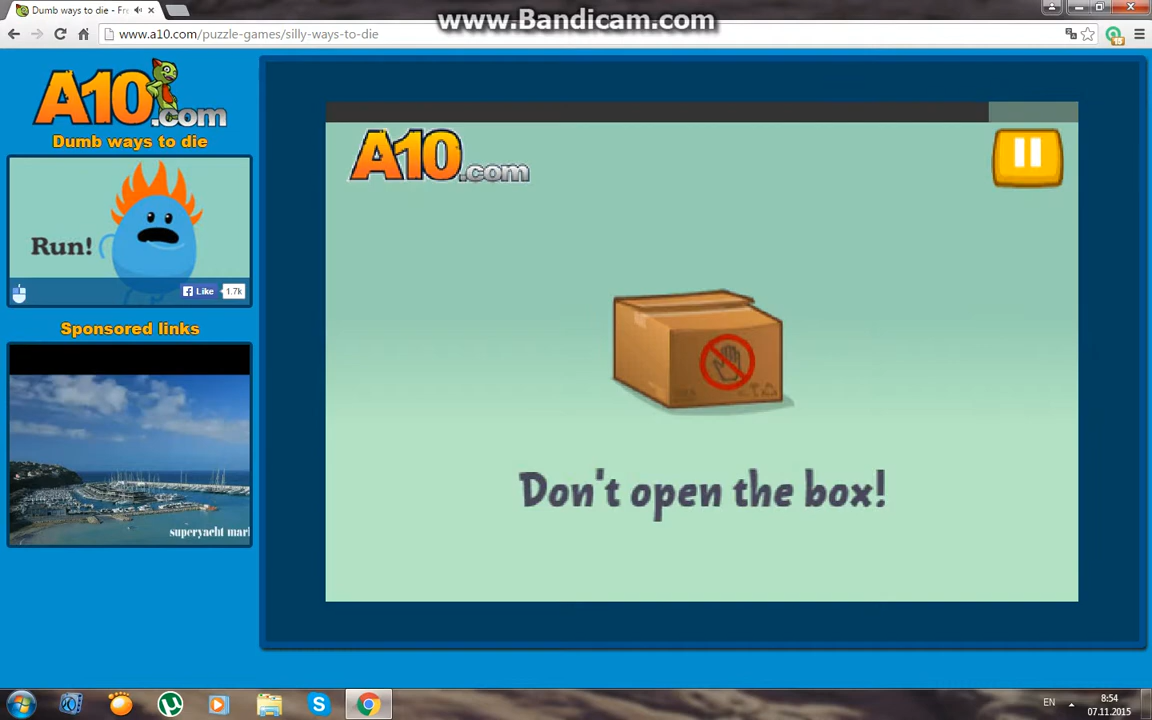 www.Bandicam.com
Dumb ways to die - Fr
www.a10.com/puzzle-games/silly-ways-to-die
A10.com
Dumb ways to die
Run!
Like 1.7k
Sponsored links
superyacht mari
A10.com
Don't open the box!
EN
8:54
07.11.2015